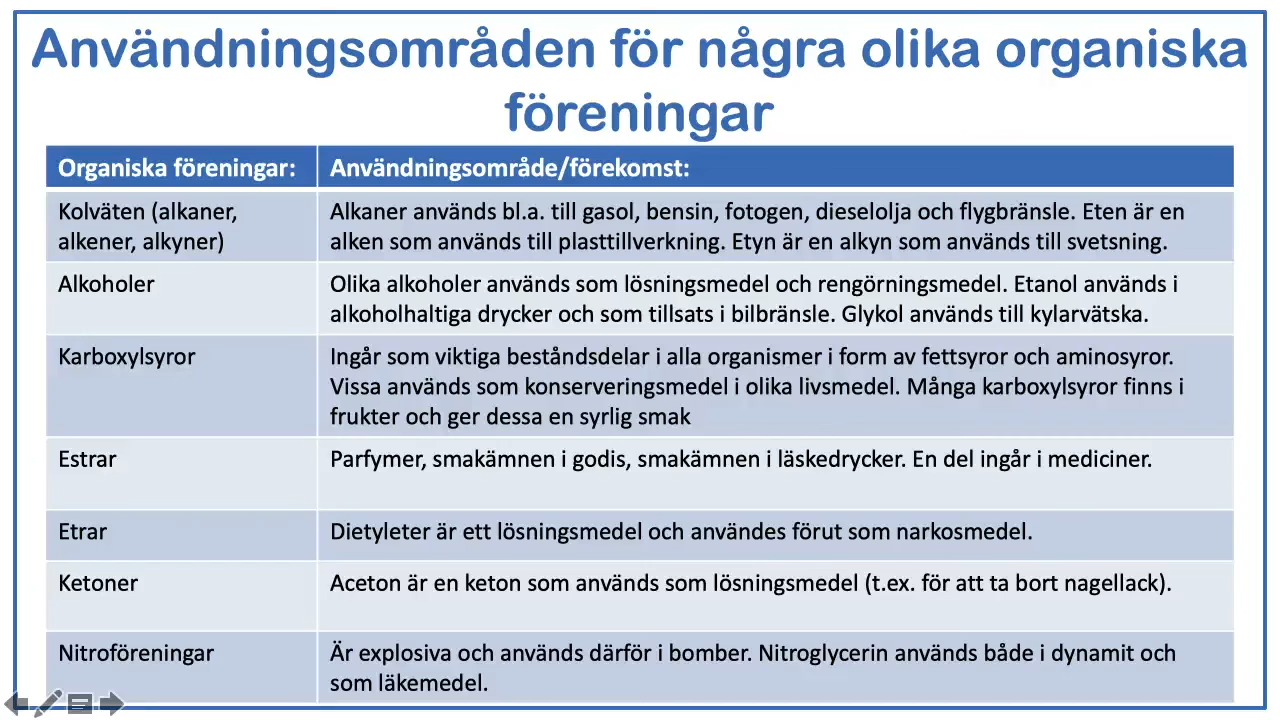 Användningsområden för några olika organiska
föreningar
Organiska föreningar:
Användningsområde/förekomst:
Kolväten (alkaner,
alkener, alkyner)
Alkaner används bl.a. till gasol, bensin, fotogen, dieselolja och flygbränsle. Eten är en
alken som används till plasttillverkning. Etyn är en alkyn som används till svetsning.
Alkoholer
Olika alkoholer används som lösningsmedel och rengörningsmedel. Etanol används i
alkoholhaltiga drycker och som tillsats i bilbränsle. Glykol används till kylarvätska.
Karboxylsyror
Ingår som viktiga beståndsdelar i alla organismer i form av fettsyror och aminosyror.
Vissa används som konserveringsmedel i olika livsmedel. Många karboxylsyror finns i
frukter och ger dessa en syrlig smak
Estrar
Parfymer, smakämnen i godis, smakämnen i läskedrycker. En del ingår i mediciner.
Etrar
Dietyleter är ett lösningsmedel och användes förut som narkosmedel.
Ketoner
Aceton är en keton som används som lösningsmedel (t.ex. för att ta bort nagellack).
Nitroföreningar
Är explosiva och används därför i bomber. Nitroglycerin används både i dynamit och
som läkemedel.